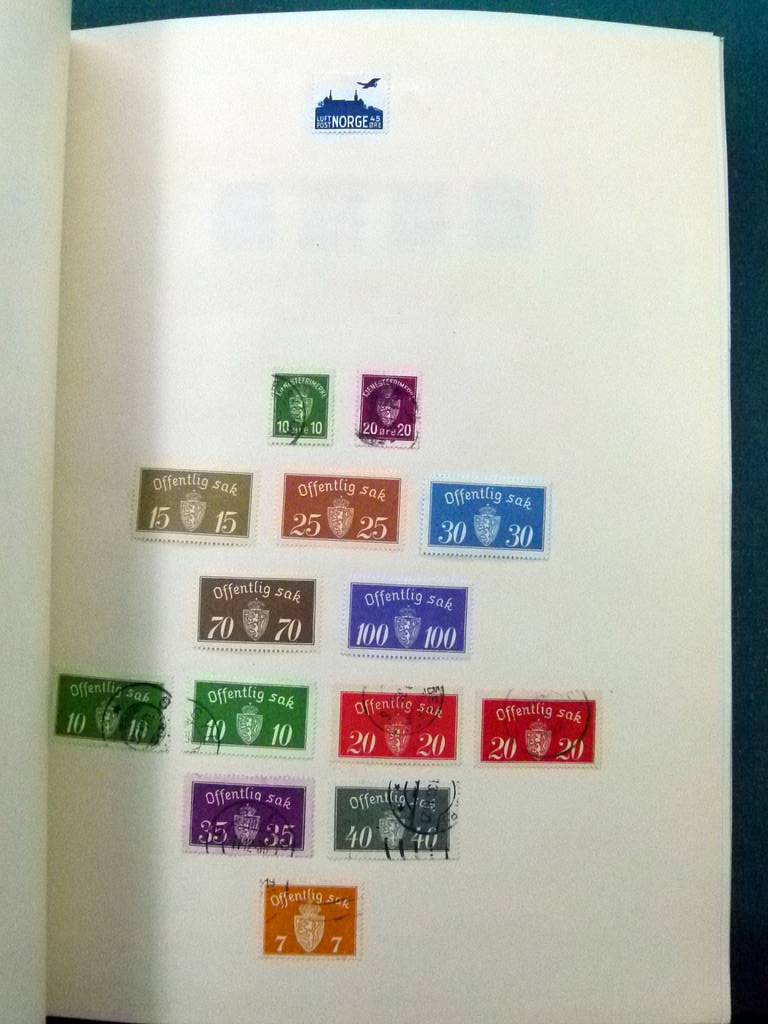 LUFT
POST NORGE 45
ØRE
TJENESTEFRIMERKE
10 øre 10
TJENESTEFRIMERKE
20 øre 20
Offentlig sak
15 15
Offentlig sak
25 25
Offentlig sak
30 30
Offentlig sak
70 70
Offentlig sak
100 100
Offentlig sak
10 10
Offentlig sak
10 10
Offentlig sak
20 20
Offentlig sak
20 20
Offentlig sak
35 35
Offentlig sak
40 40
Offentlig sak
7 7